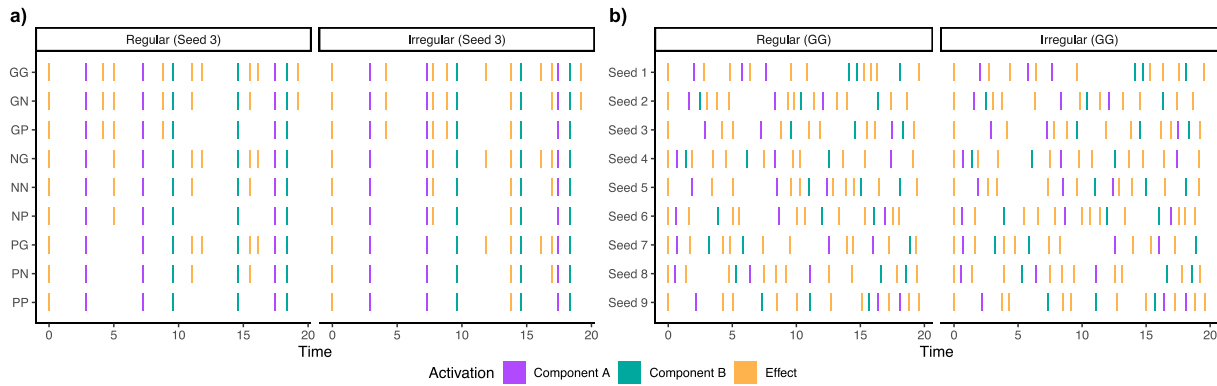 a)
Regular (Seed 3)
Irregular (Seed 3)
GG
GN
GP
NG
NN
NP
PG
PN
PP
0 5 10 15 20
0 5 10 15 20
Time
b)
Regular (GG)
Irregular (GG)
Seed 1
Seed 2
Seed 3
Seed 4
Seed 5
Seed 6
Seed 7
Seed 8
Seed 9
0 5 10 15 20
0 5 10 15 20
Time
Activation Component A Component B Effect